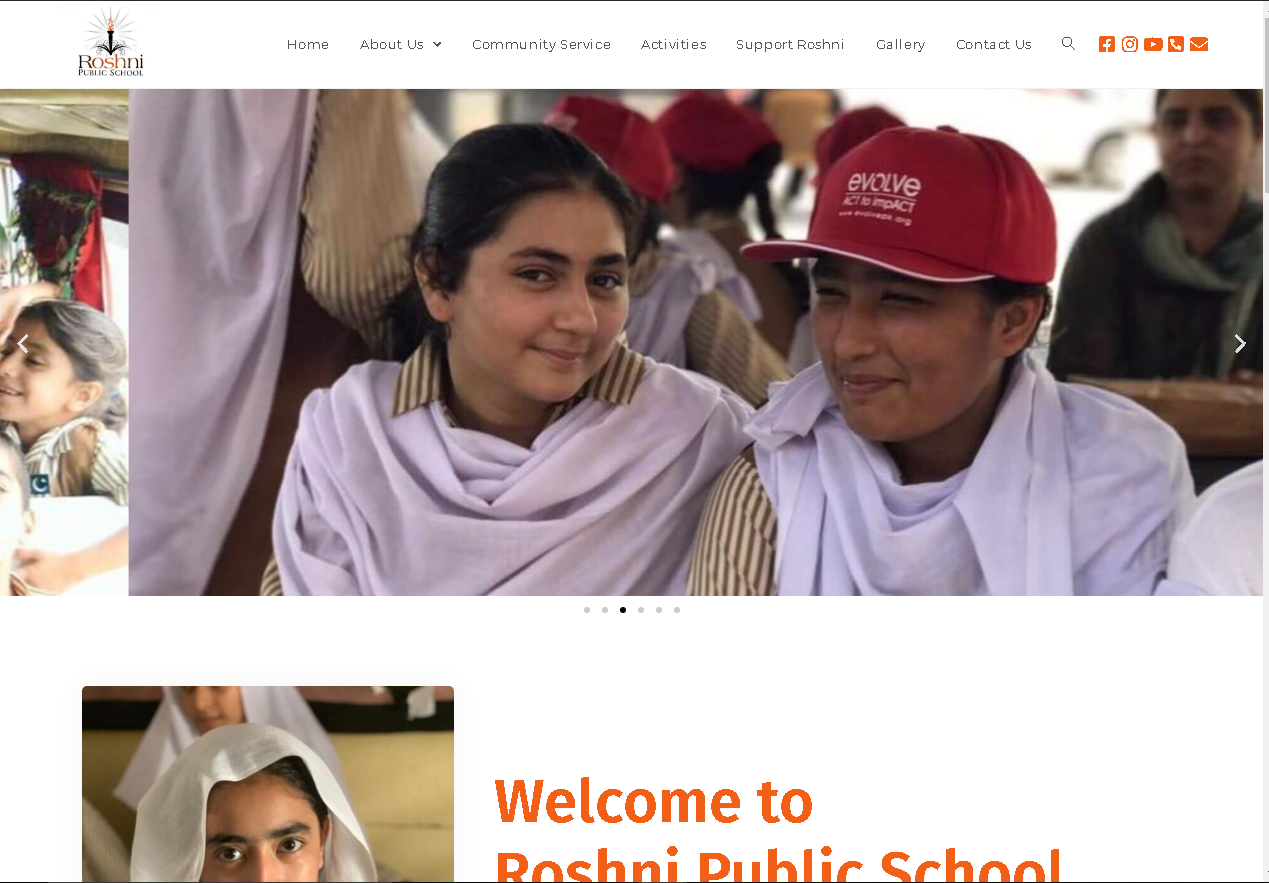 Roshni
PUBLIC SCHOOL
Home
About Us
Community Service
Activities
Support Roshni
Gallery
Contact Us
evolve
ACT to impACT
www.evolvepk.org
Welcome to
Roshni Public School